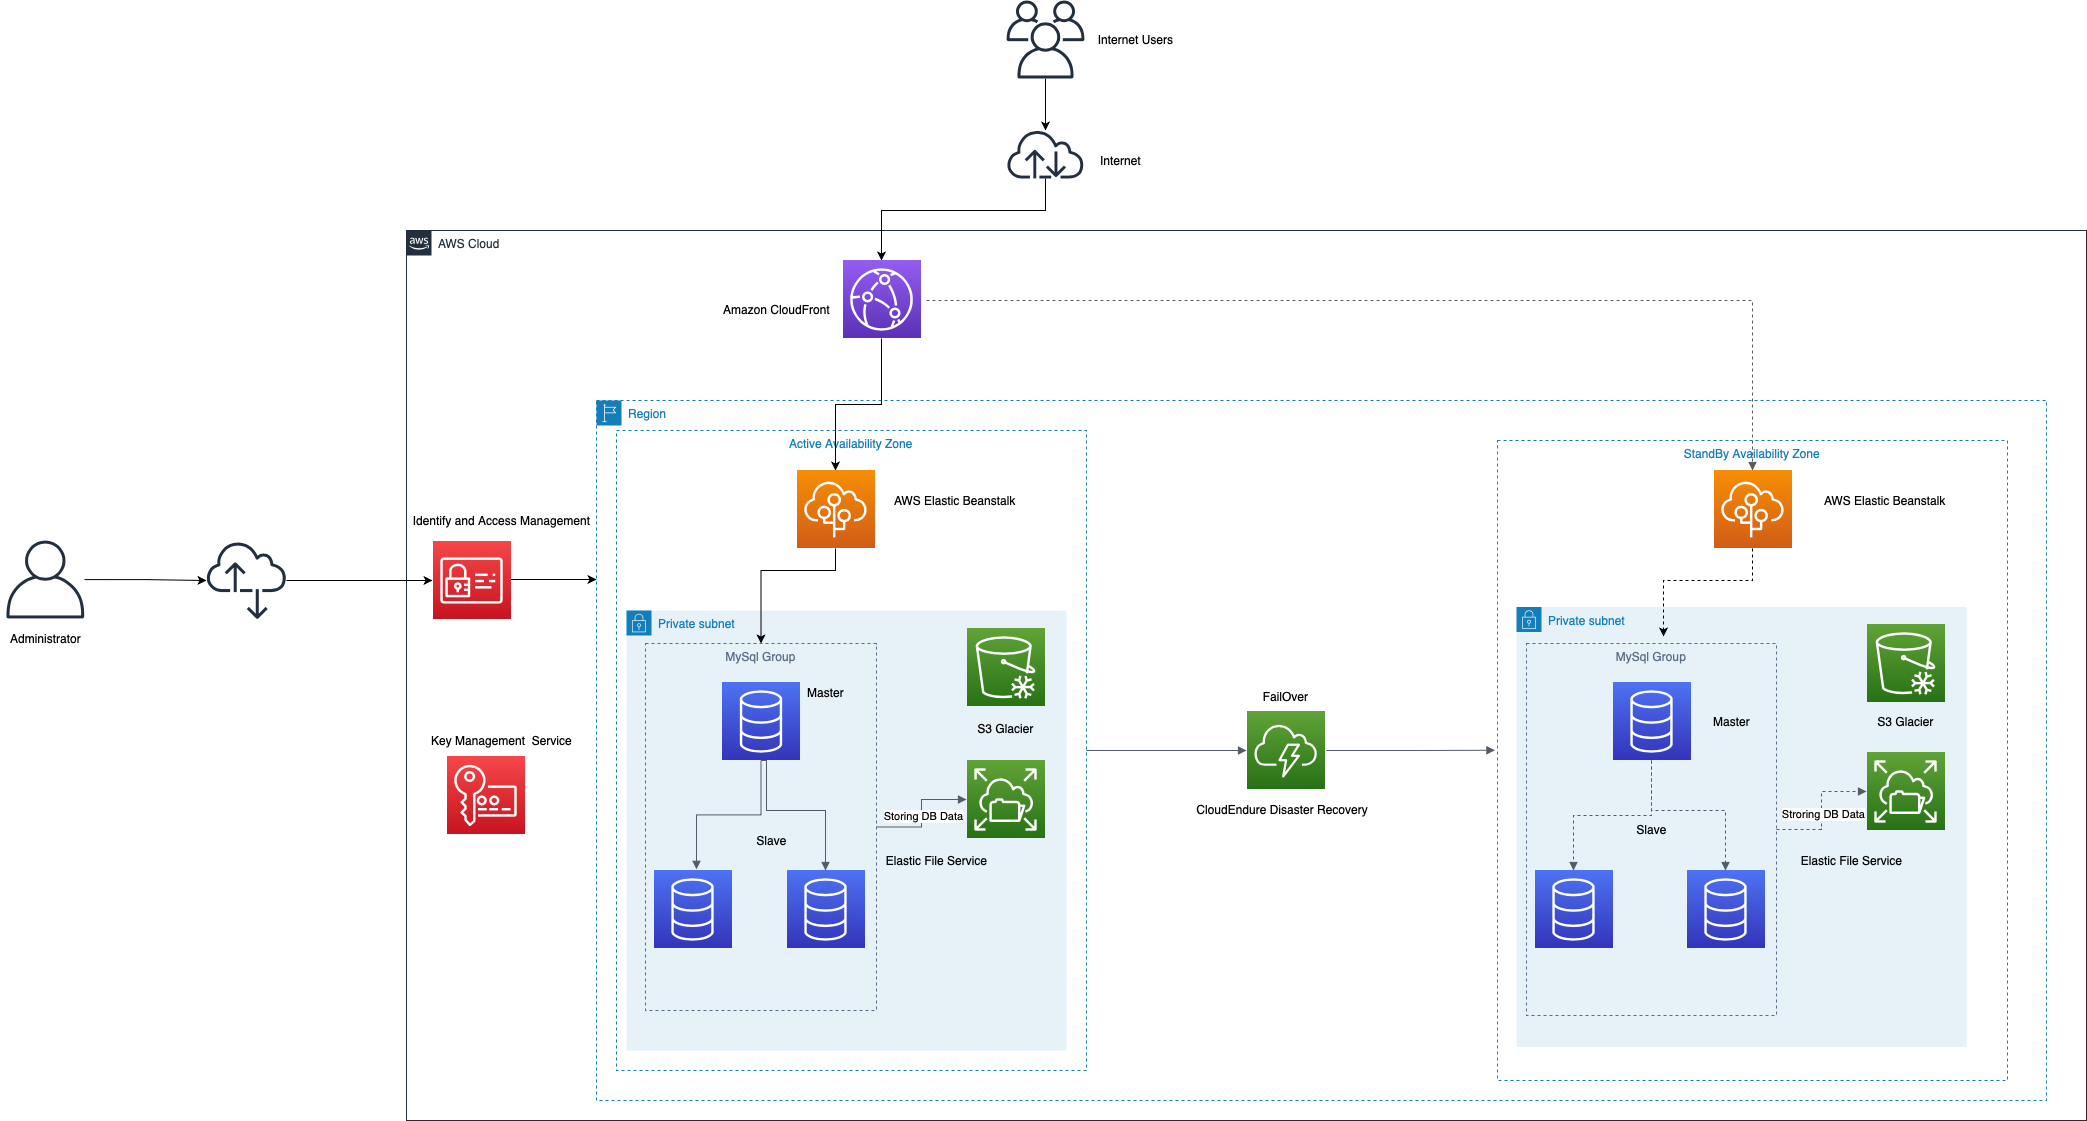 Internet Users
Internet
aws
AWS Cloud
Amazon CloudFront
Region
Active Availability Zone
StandBy Availability Zone
AWS Elastic Beanstalk
AWS Elastic Beanstalk
Identify and Access Management
Administrator
Private subnet
Private subnet
MySql Group
MySql Group
Master
Master
S3 Glacier
S3 Glacier
FailOver
Key Management Service
CloudEndure Disaster Recovery
Storing DB Data
Stroring DB Data
Slave
Slave
Elastic File Service
Elastic File Service